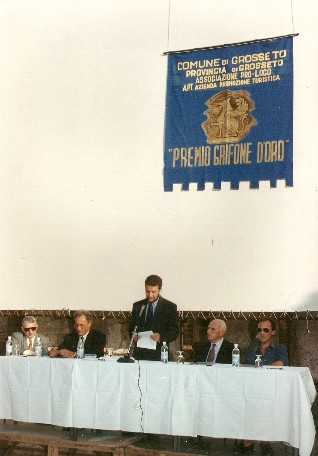 COMUNE DI GROSSETO
PROVINCIA DI GROSSETO
ASSOCIAZIONE PRO-LOCO
APT. AZIENDA PROMOZIONE TURISTICA
"PREMIO GRIFONE D'ORO"